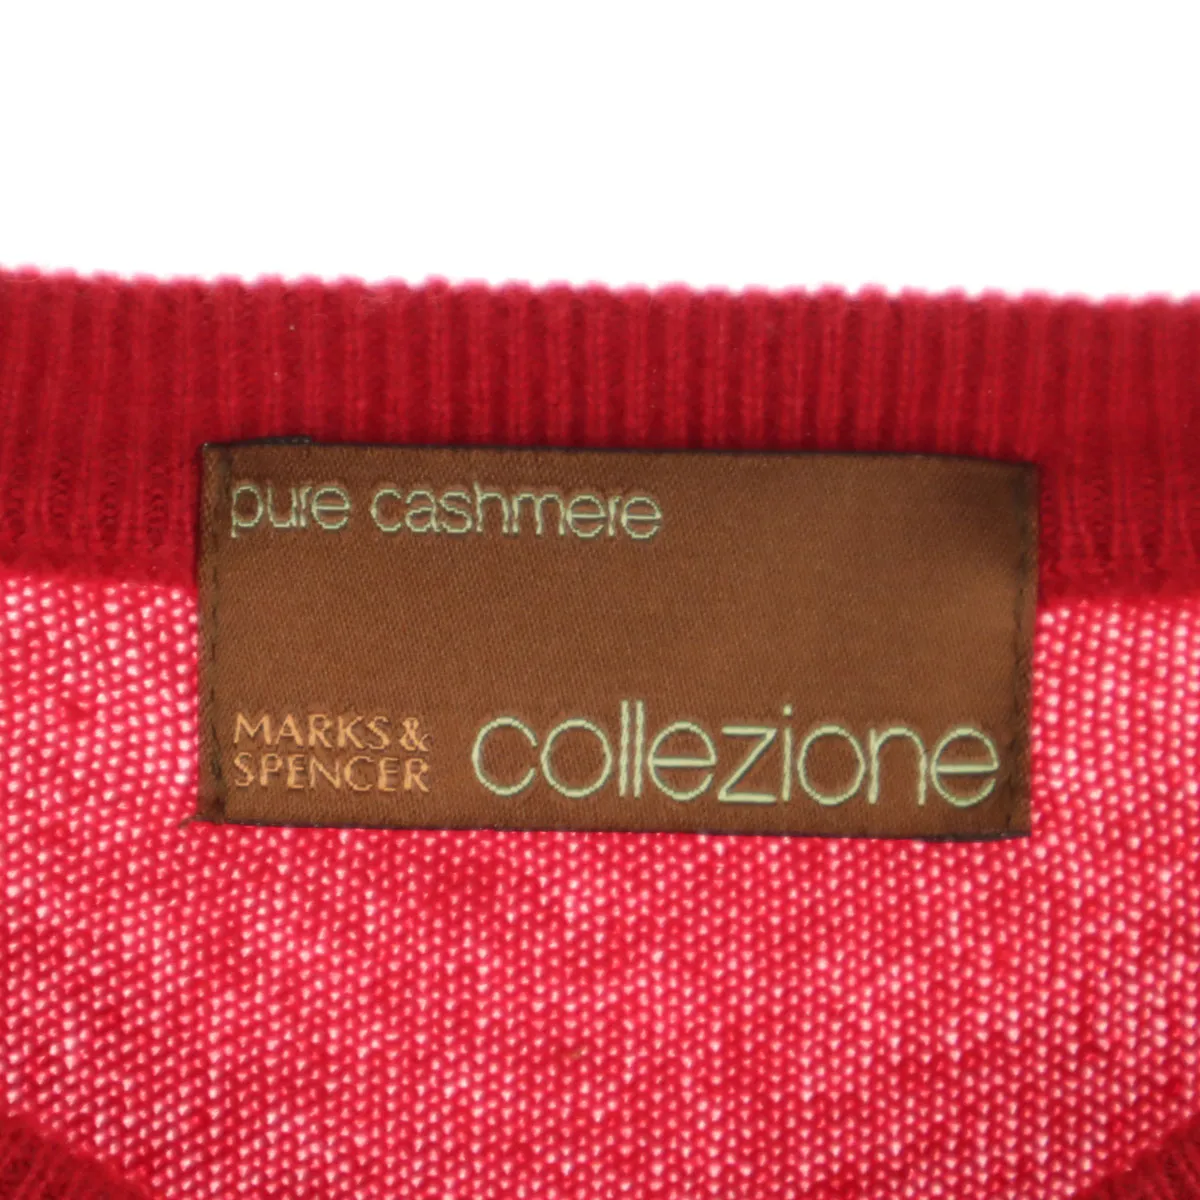 pure cashmere
MARKS &
SPENCER
collezione